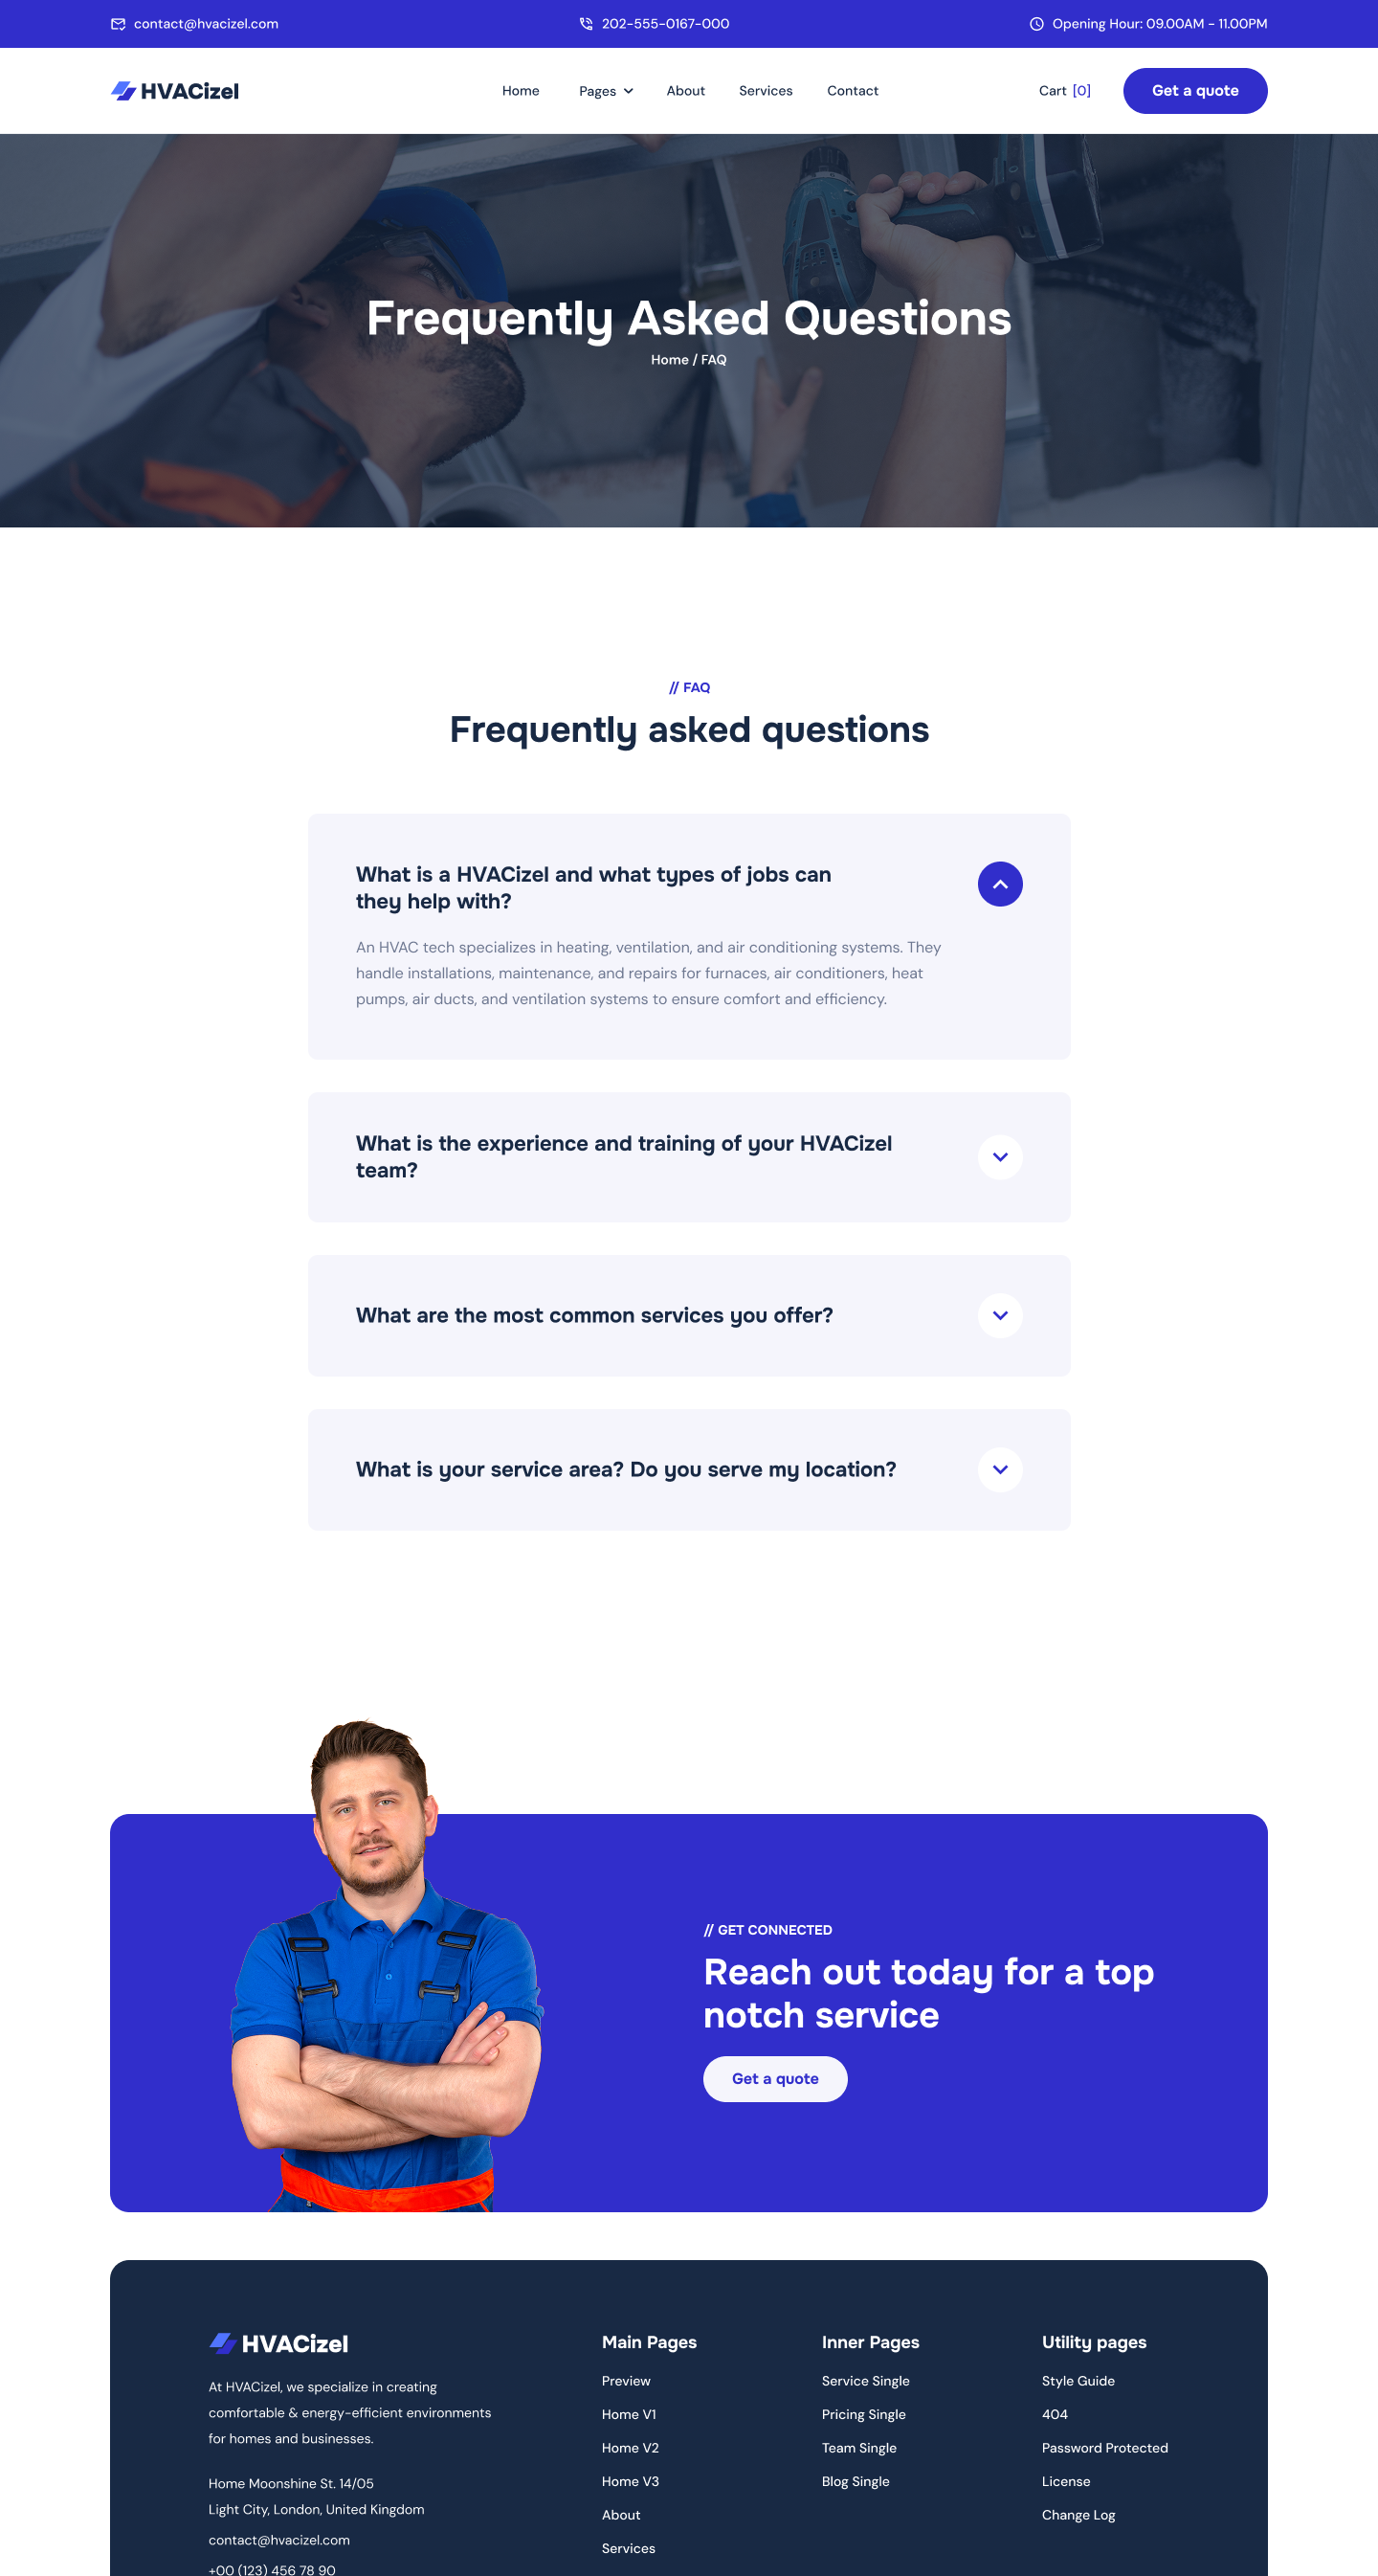 contact@hvacizel.com
202-555-0167-000
Opening Hour: 09.00AM - 11.00PM
HVACizel
Home
Pages
About
Services
Contact
Cart [0]
Get a quote
Frequently Asked Questions
Home / FAQ
// FAQ
Frequently asked questions
What is a HVACizel and what types of jobs can
they help with?
An HVAC tech specializes in heating, ventilation, and air conditioning systems. They
handle installations, maintenance, and repairs for furnaces, air conditioners, heat
pumps, air ducts, and ventilation systems to ensure comfort and efficiency.
What is the experience and training of your HVACizel
team?
What are the most common services you offer?
What is your service area? Do you serve my location?
// GET CONNECTED
Reach out today for a top
notch service
Get a quote
HVACizel
At HVACizel, we specialize in creating
comfortable & energy-efficient environments
for homes and businesses.
Home Moonshine St. 14/05
Light City, London, United Kingdom
contact@hvacizel.com
+00 (123) 456 78 90
Main Pages
Preview
Home V1
Home V2
Home V3
About
Services
Inner Pages
Service Single
Pricing Single
Team Single
Blog Single
Utility pages
Style Guide
404
Password Protected
License
Change Log